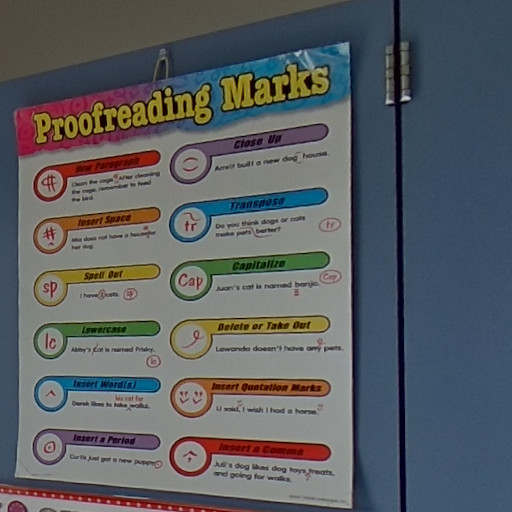 Proofreading Marks
New Paragraph
Clean the cage. After cleaning
the cage, remember to feed
the bird.
Insert Space
#
Mia does not have a
her ring.
Spell Out
sp
I have cats. sp
Lowercase
lc
Abby's Cat is named Frisky.
lc
Insert Word(s)
his cat for
Derek likes to take walks.
Insert a Period
Curtis just got a new puppy
Close Up
Amrit built a new dog house.
Transpose
tr
Do you think dogs or cats
make pets better?
tr
Capitalize
Cap
Juan's cat is named banjo.
Cap
Delete or Take Out
Lawanda doesn't have any pets.
Insert Quotation Marks
Li said, I wish I had a horse.
Insert a Comma
Juli's dog likes dog toys treats,
and going for walks.